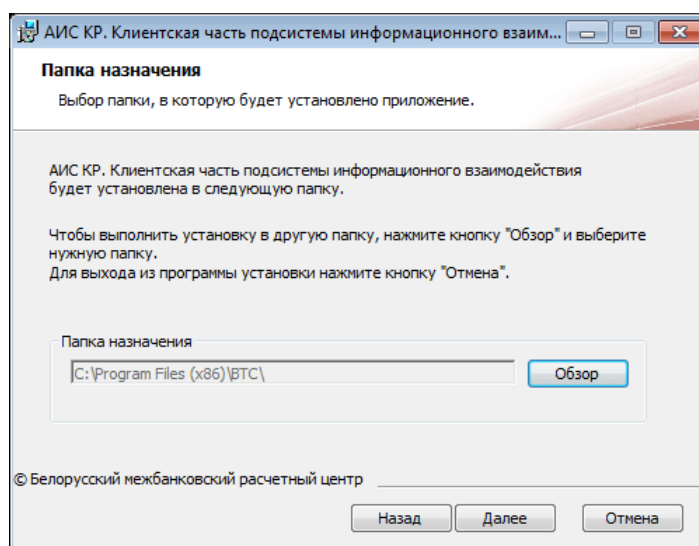 АИС КР. Клиентская часть подсистемы информационного взаим...
Папка назначения
Выбор папки, в которую будет установлено приложение.
АИС КР. Клиентская часть подсистемы информационного взаимодействия
будет установлена в следующую папку.
Чтобы выполнить установку в другую папку, нажмите кнопку "Обзор" и выберите
нужную папку.
Для выхода из программы установки нажмите кнопку "Отмена".
Папка назначения
C:\Program Files (x86)\BTC\
Обзор
© Белорусский межбанковский расчетный центр
Назад
Далее
Отмена